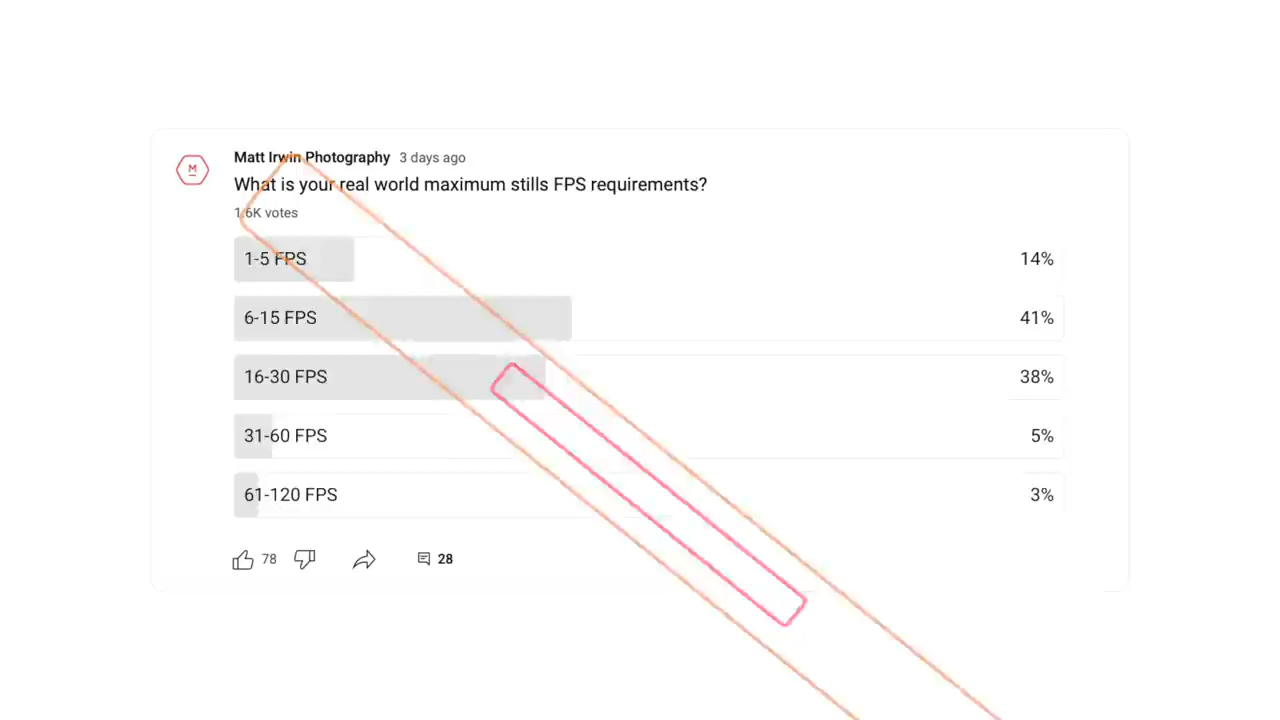 Matt Irwin Photography 3 days ago
M
What is your real world maximum stills FPS requirements?
1.6K votes
1-5 FPS 14%
6-15 FPS 41%
16-30 FPS 38%
31-60 FPS 5%
61-120 FPS 3%
78 28